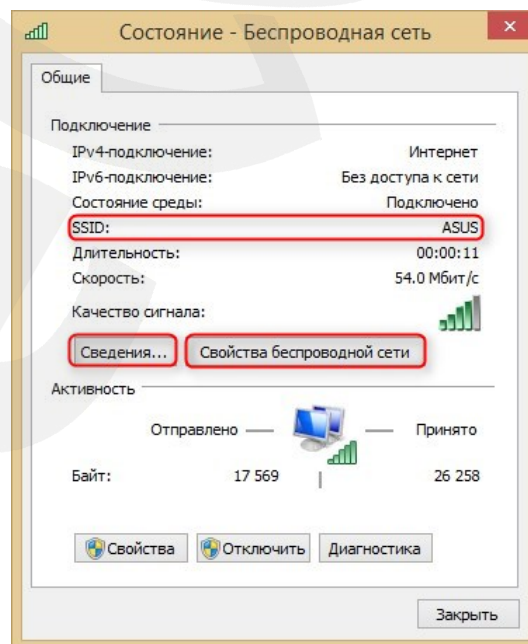 Состояние - Беспроводная сеть
Общие
Подключение
IPv4-подключение: Интернет
IPv6-подключение: Без доступа к сети
Состояние среды: Подключено
SSID: ASUS
Длительность: 00:00:11
Скорость: 54.0 Мбит/с
Качество сигнала:
Сведения... Свойства беспроводной сети
Активность
Отправлено Принято
Байт: 17 569 26 258
Свойства Отключить Диагностика
Закрыть